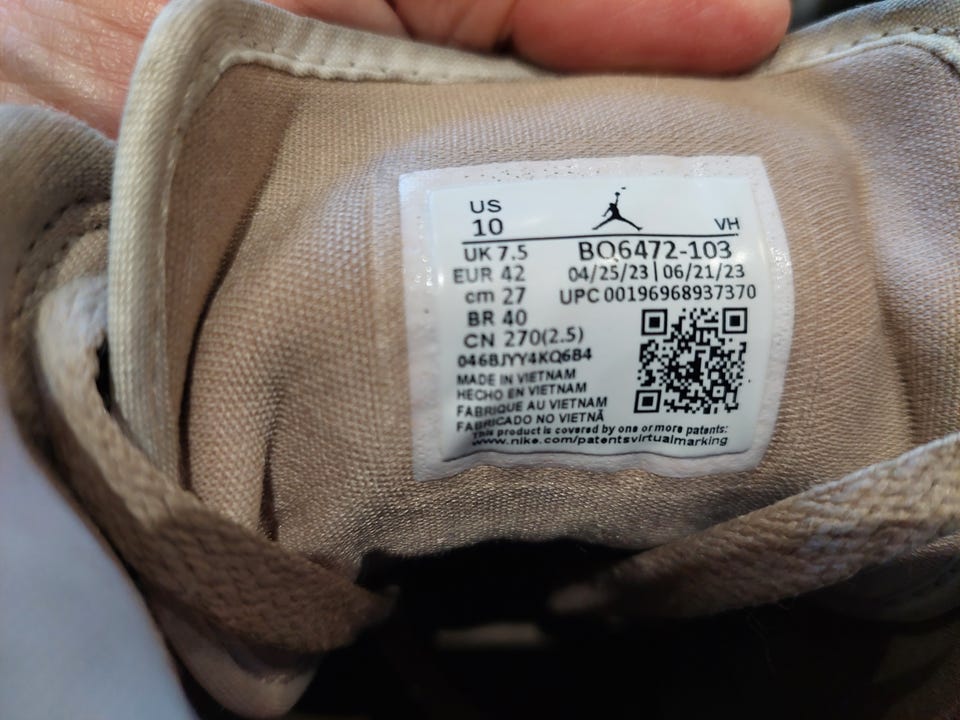 US
10
VH
UK 7.5 BQ6472-103
EUR 42 04/25/23 | 06/21/23
cm 27 UPC 00196968937370
BR 40
CN 270(2.5)
046BJYY4KQ6B4
MADE IN VIETNAM
HECHO EN VIETNAM
FABRIQUE AU VIETNAM
FABRICADO NO VIETNÃ
This product is covered by one or more patents:
www.nike.com/patentsvirtualmarking